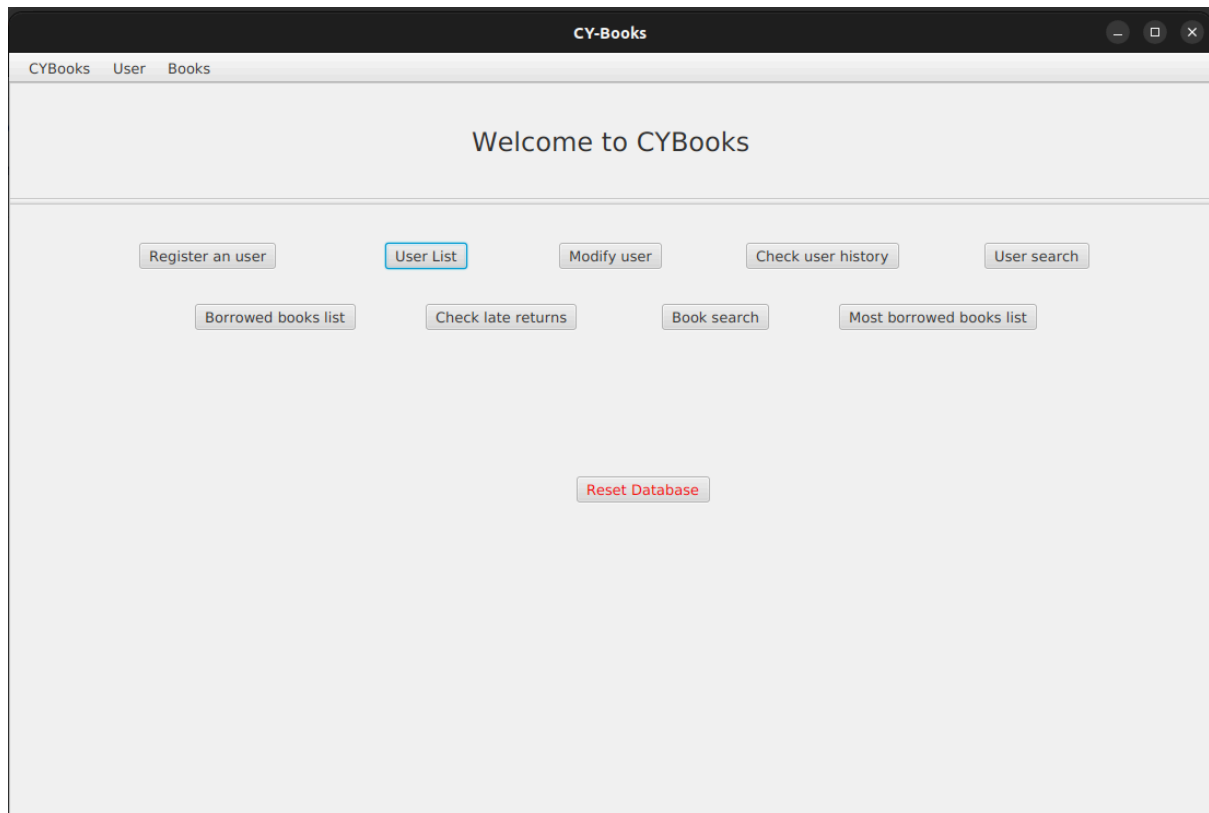 CY-Books
CYBooks User Books
Welcome to CYBooks
Register an user User List Modify user Check user history User search
Borrowed books list Check late returns Book search Most borrowed books list
Reset Database